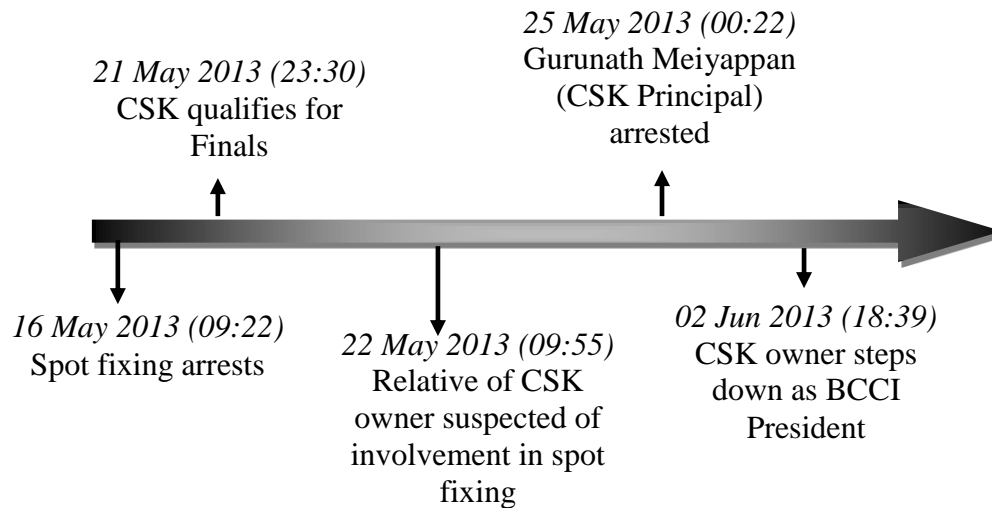 21 May 2013 (23:30)
CSK qualifies for
Finals
25 May 2013 (00:22)
Gurunath Meiyappan
(CSK Principal)
arrested
16 May 2013 (09:22)
Spot fixing arrests
22 May 2013 (09:55)
Relative of CSK
owner suspected of
involvement in spot
fixing
02 Jun 2013 (18:39)
CSK owner steps
down as BCCI
President